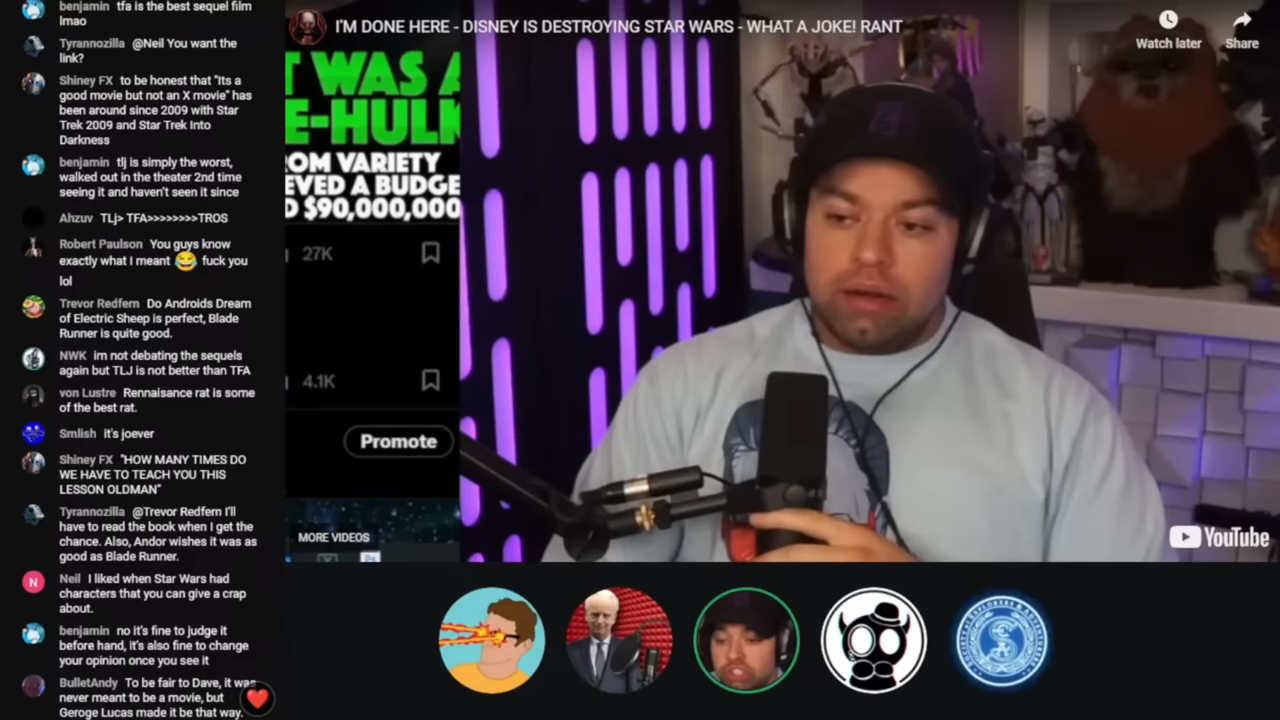 benjamin tfa is the best sequel film
lmao
Tyrannozilla @Neil You want the
link?
Shiney FX to be honest that "Its a
good movie but not an X movie" has
been around since 2009 with Star
Trek 2009 and Star Trek Into
Darkness
benjamin tlj is simply the worst,
walked out in the theater 2nd time
seeing it and haven't seen it since
Ahzuv TLj> TFA>>>>>>>>TROS
Robert Paulson You guys know
exactly what I meant 😂 fuck you
lol
Trevor Redfern Do Androids Dream
of Electric Sheep is perfect, Blade
Runner is quite good.
NWK im not debating the sequels
again but TLJ is not better than TFA
von Lustre Rennaisance rat is some
of the best rat.
Smlish it's joever
Shiney FX "HOW MANY TIMES DO
WE HAVE TO TEACH YOU THIS
LESSON OLDMAN"
Tyrannozilla @Trevor Redfern I'll
have to read the book when I get the
chance. Also, Andor wishes it was as
good as Blade Runner.
N
Neil I liked when Star Wars had
characters that you can give a crap
about.
benjamin no it's fine to judge it
before hand, it's also fine to change
your opinion once you see it
BulletAndy To be fair to Dave, it was
never meant to be a movie, but
Geroge Lucas made it be that way.
I'M DONE HERE - DISNEY IS DESTROYING STAR WARS - WHAT A JOKE! RANT
Watch later
Share
T WAS A
E-HULK
ROM VARIETY
EVED A BUDGE
D $90,000,000
27K
4.1K
Promote
MORE VIDEOS
YouTube